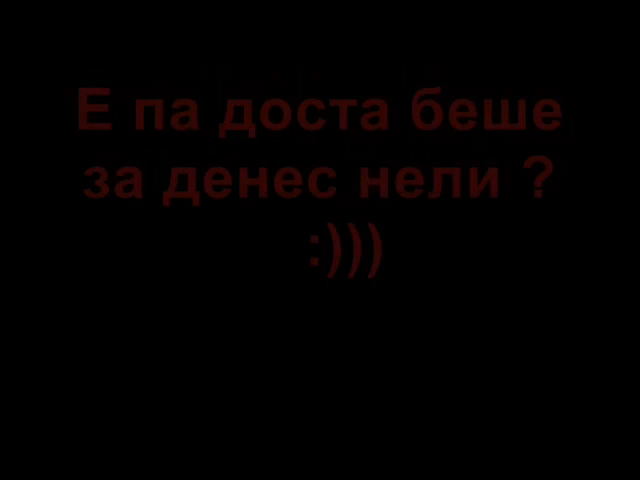 Е па доста беше
за денес нели ?
:)))